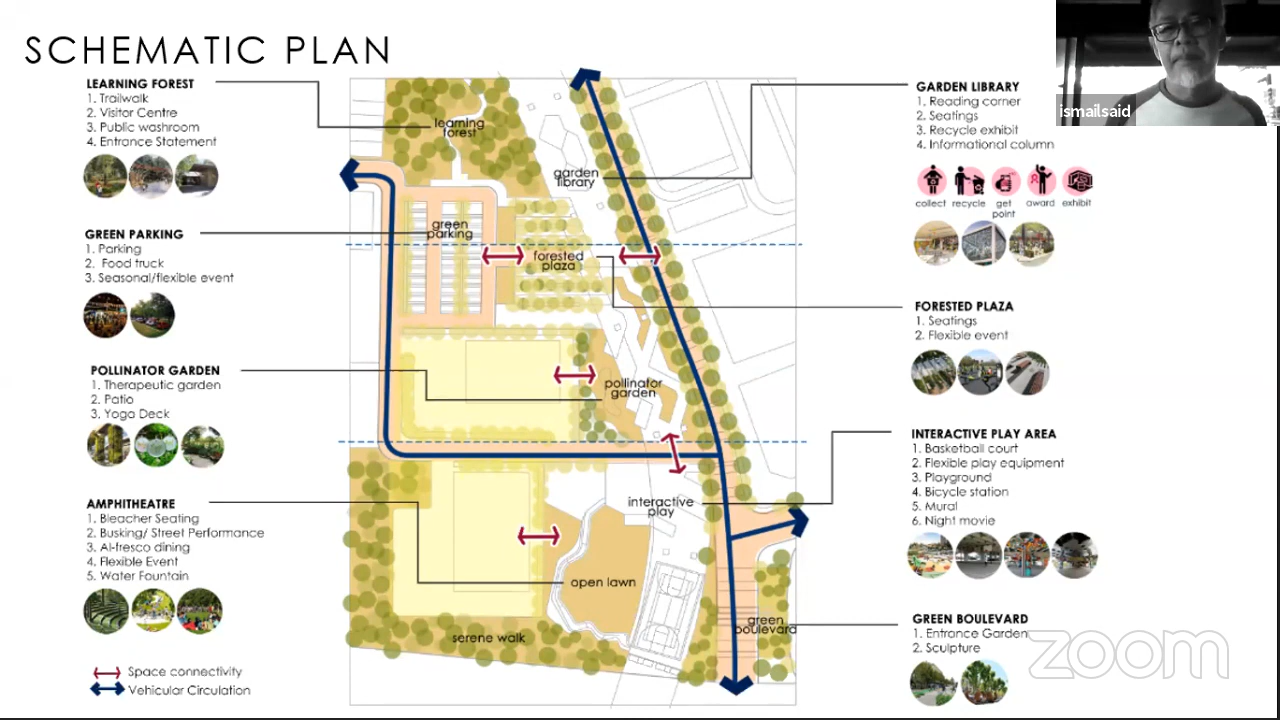 SCHEMATIC PLAN
ismailsaid
LEARNING FOREST
1. Trailwalk
2. Visitor Centre
3. Public washroom
4. Entrance Statement
GREEN PARKING
1. Parking
2. Food truck
3. Seasonal/flexible event
POLLINATOR GARDEN
1. Therapeutic garden
2. Patio
3. Yoga Deck
AMPHITHEATRE
1. Bleacher Seating
2. Busking/ Street Performance
3. Al-fresco dining
4. Flexible Event
5. Water Fountain
Space connectivity
Vehicular Circulation
learning
forest
garden
library
green
parking
forested
plaza
pollinator
garden
interactive
play
open lawn
serene walk
green
boulevard
GARDEN LIBRARY
1. Reading corner
2. Seatings
3. Recycle exhibit
4. Informational column
collect recycle get point award exhibit
FORESTED PLAZA
1. Seatings
2. Flexible event
INTERACTIVE PLAY AREA
1. Basketball court
2. Flexible play equipment
3. Playground
4. Bicycle station
5. Mural
6. Night movie
GREEN BOULEVARD
1. Entrance Garden
2. Sculpture
zoom